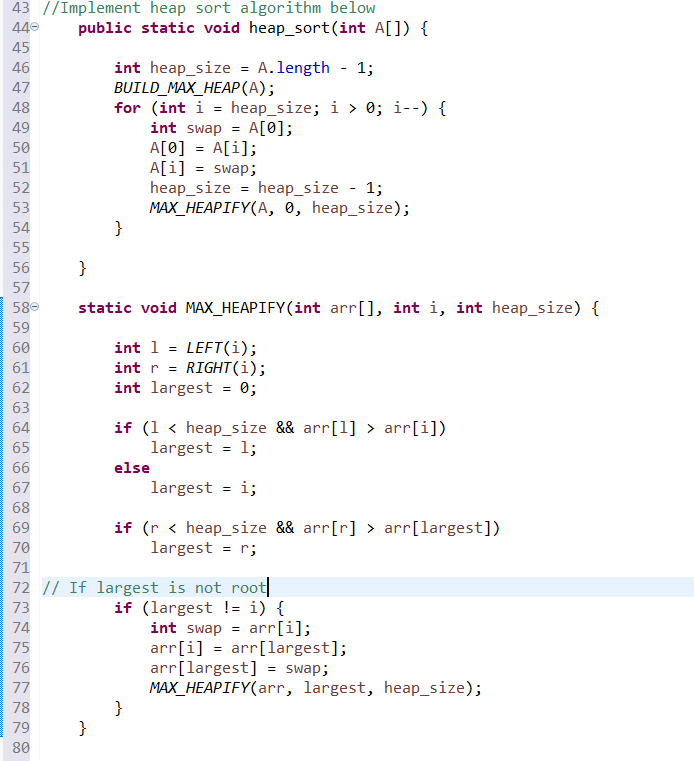 43 //Implement heap sort algorithm below
44 public static void heap_sort(int A[]) {
45
46 int heap_size = A.length - 1;
47 BUILD_MAX_HEAP(A);
48 for (int i = heap_size; i > 0; i--) {
49 int swap = A[0];
50 A[0] = A[i];
51 A[i] = swap;
52 heap_size = heap_size - 1;
53 MAX_HEAPIFY(A, 0, heap_size);
54 }
55
56 }
57
58 static void MAX_HEAPIFY(int arr[], int i, int heap_size) {
59
60 int l = LEFT(i);
61 int r = RIGHT(i);
62 int largest = 0;
63
64 if (l < heap_size && arr[l] > arr[i])
65 largest = l;
66 else
67 largest = i;
68
69 if (r < heap_size && arr[r] > arr[largest])
70 largest = r;
71
72 // If largest is not root
73 if (largest != i) {
74 int swap = arr[i];
75 arr[i] = arr[largest];
76 arr[largest] = swap;
77 MAX_HEAPIFY(arr, largest, heap_size);
78 }
79 }
80